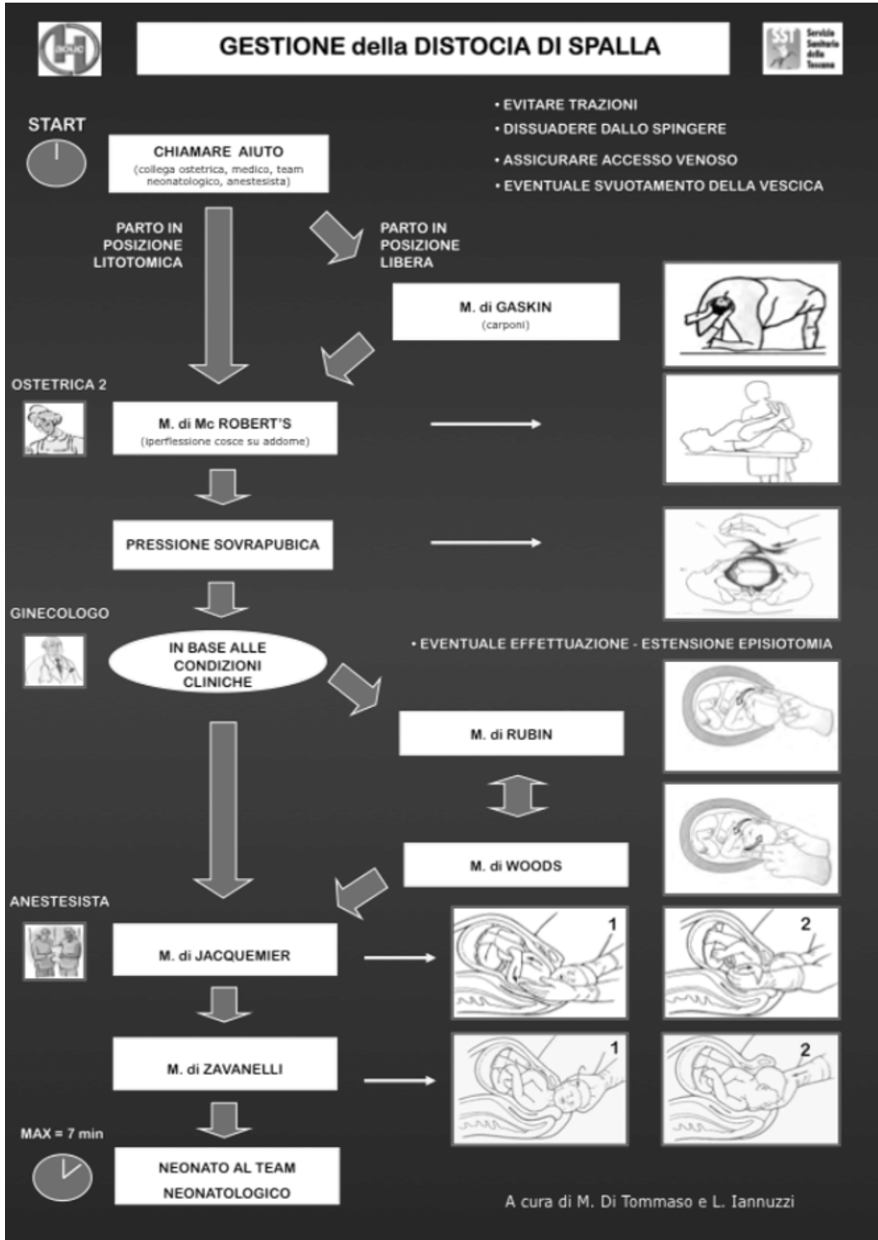 GESTIONE della DISTOCIA DI SPALLA
SST
Servizio
Sanitario
della
Toscana
• EVITARE TRAZIONI
• DISSUADERE DALLO SPINGERE
• ASSICURARE ACCESSO VENOSO
• EVENTUALE SVUOTAMENTO DELLA VESCICA
START
CHIAMARE AIUTO
(collega ostetrica, medico, team
neonatologico, anestesista)
PARTO IN
POSIZIONE
LITOTOMICA
PARTO IN
POSIZIONE
LIBERA
M. di GASKIN
(carponi)
OSTETRICA 2
M. di Mc ROBERT'S
(iperflessione cosce su addome)
PRESSIONE SOVRAPUBICA
GINECOLOGO
IN BASE ALLE
CONDIZIONI
CLINICHE
• EVENTUALE EFFETTUAZIONE - ESTENSIONE EPISIOTOMIA
M. di RUBIN
M. di WOODS
ANESTESISTA
M. di JACQUEMIER
1
2
M. di ZAVANELLI
1
2
MAX = 7 min
NEONATO AL TEAM
NEONATOLOGICO
A cura di M. Di Tommaso e L. Iannuzzi